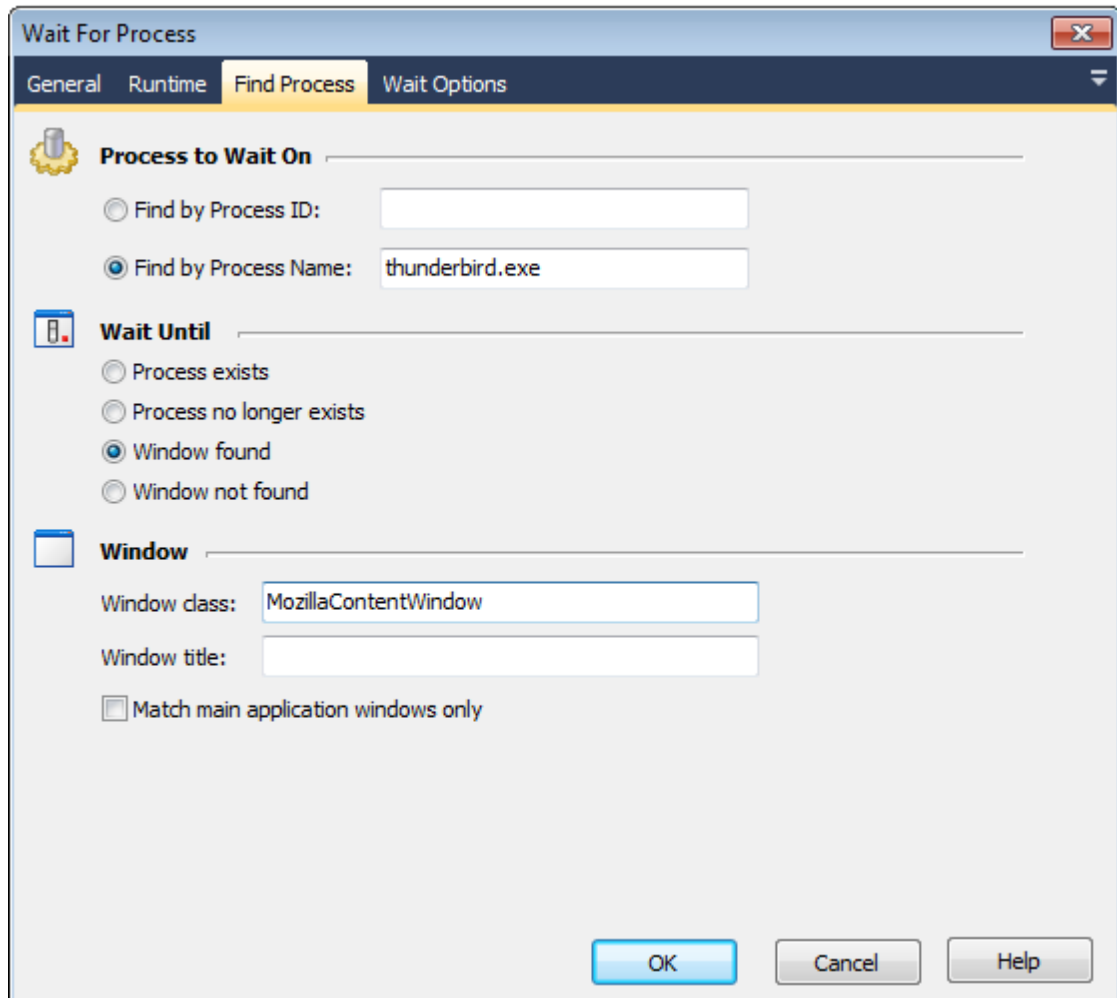 Wait For Process
General Runtime Find Process Wait Options
Process to Wait On
Find by Process ID:
Find by Process Name: thunderbird.exe
Wait Until
Process exists
Process no longer exists
Window found
Window not found
Window
Window class: MozillaContentWindow
Window title:
Match main application windows only
OK Cancel Help